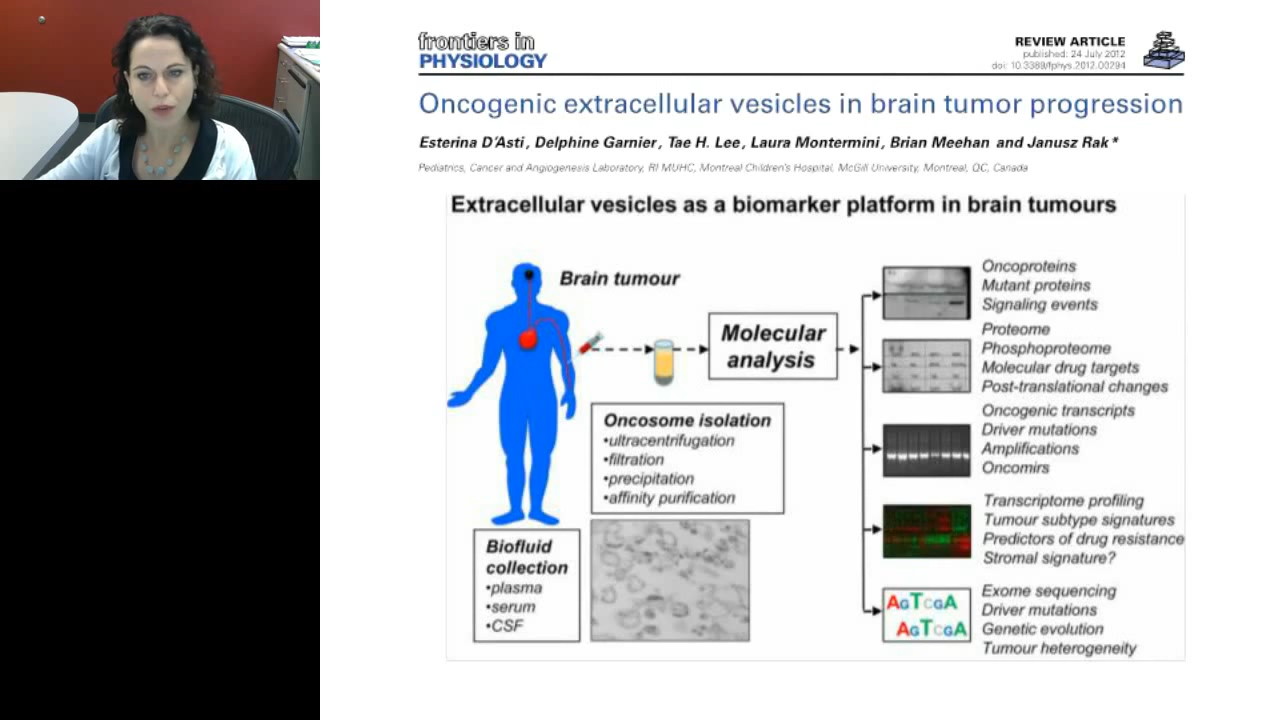 frontiers in
PHYSIOLOGY
REVIEW ARTICLE
published: 24 July 2012
doi: 10.3389/fphys.2012.00294
Oncogenic extracellular vesicles in brain tumor progression
Esterina D'Asti, Delphine Garnier, Tae H. Lee, Laura Montermini, Brian Meehan and Janusz Rak*
Pediatrics, Cancer and Angiogenesis Laboratory, RI MUHC, Montreal Children's Hospital, McGill University, Montreal, QC, Canada
Extracellular vesicles as a biomarker platform in brain tumours
Brain tumour
Molecular
analysis
Oncosome isolation
•ultracentrifugation
•filtration
•precipitation
•affinity purification
Biofluid
collection
•plasma
•serum
•CSF
Oncoproteins
Mutant proteins
Signaling events
Proteome
Phosphoproteome
Molecular drug targets
Post-translational changes
Oncogenic transcripts
Driver mutations
Amplifications
Oncomirs
Transcriptome profiling
Tumour subtype signatures
Predictors of drug resistance
Stromal signature?
AGTCGA
AGTCGA
Exome sequencing
Driver mutations
Genetic evolution
Tumour heterogeneity